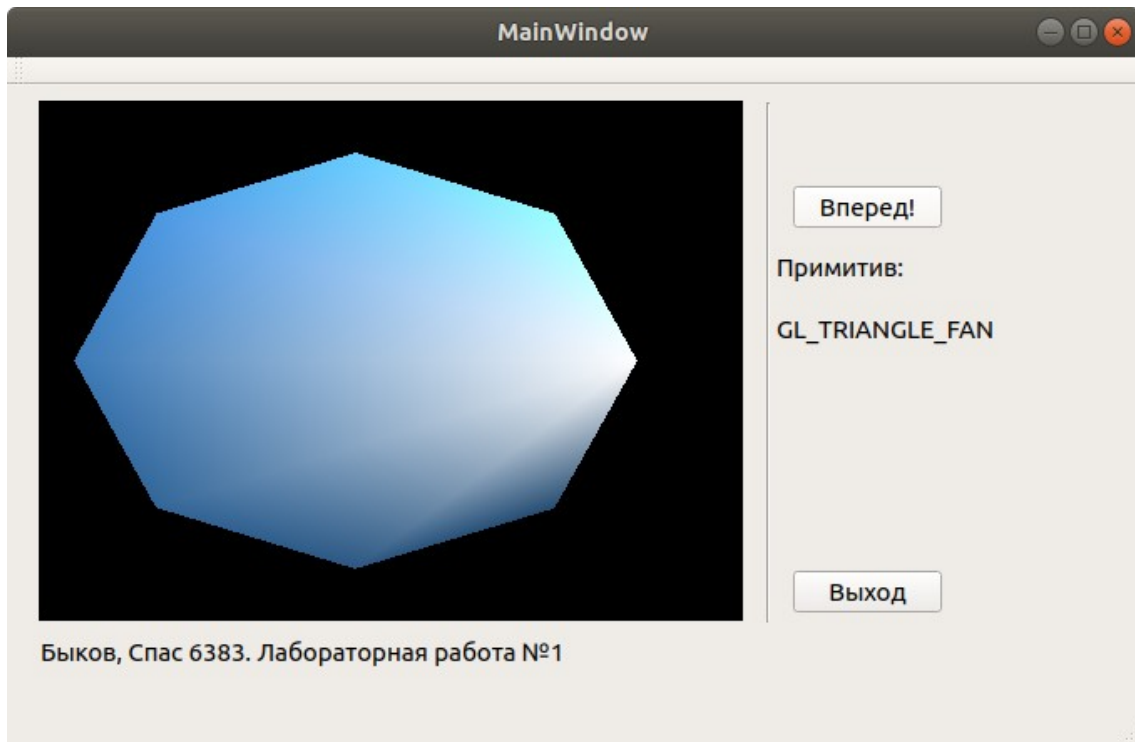 MainWindow
Вперед!
Примитив:
GL_TRIANGLE_FAN
Выход
Быков, Спас 6383. Лабораторная работа №1